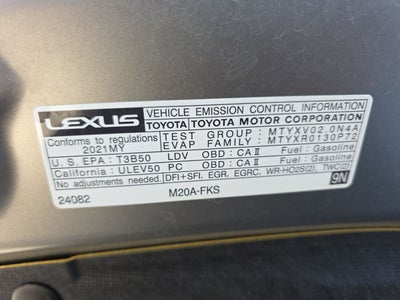 LEXUS
VEHICLE EMISSION CONTROL INFORMATION
TOYOTA TOYOTA MOTOR CORPORATION
Conforms to regulations
2021MY
TEST GROUP : MTYXV02.0N4A
EVAP FAMILY : MTYXR0130P72
U.S. EPA : T3B50 LDV OBD : CA II Fuel : Gasoline
California : ULEV50 PC OBD : CA II Fuel : Gasoline
No adjustments needed. DFI+SFI, EGR, EGRC, WR-HO2S(2), TWC(2)
24082 M20A-FKS 9N